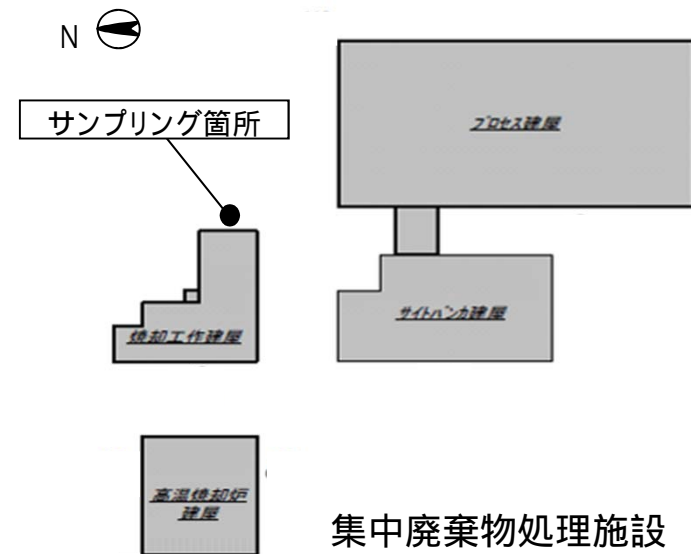 N
サンプリング箇所
プロセス建屋
サイトバンカ建屋
焼却工作建屋
高温焼却炉
建屋
集中廃棄物処理施設